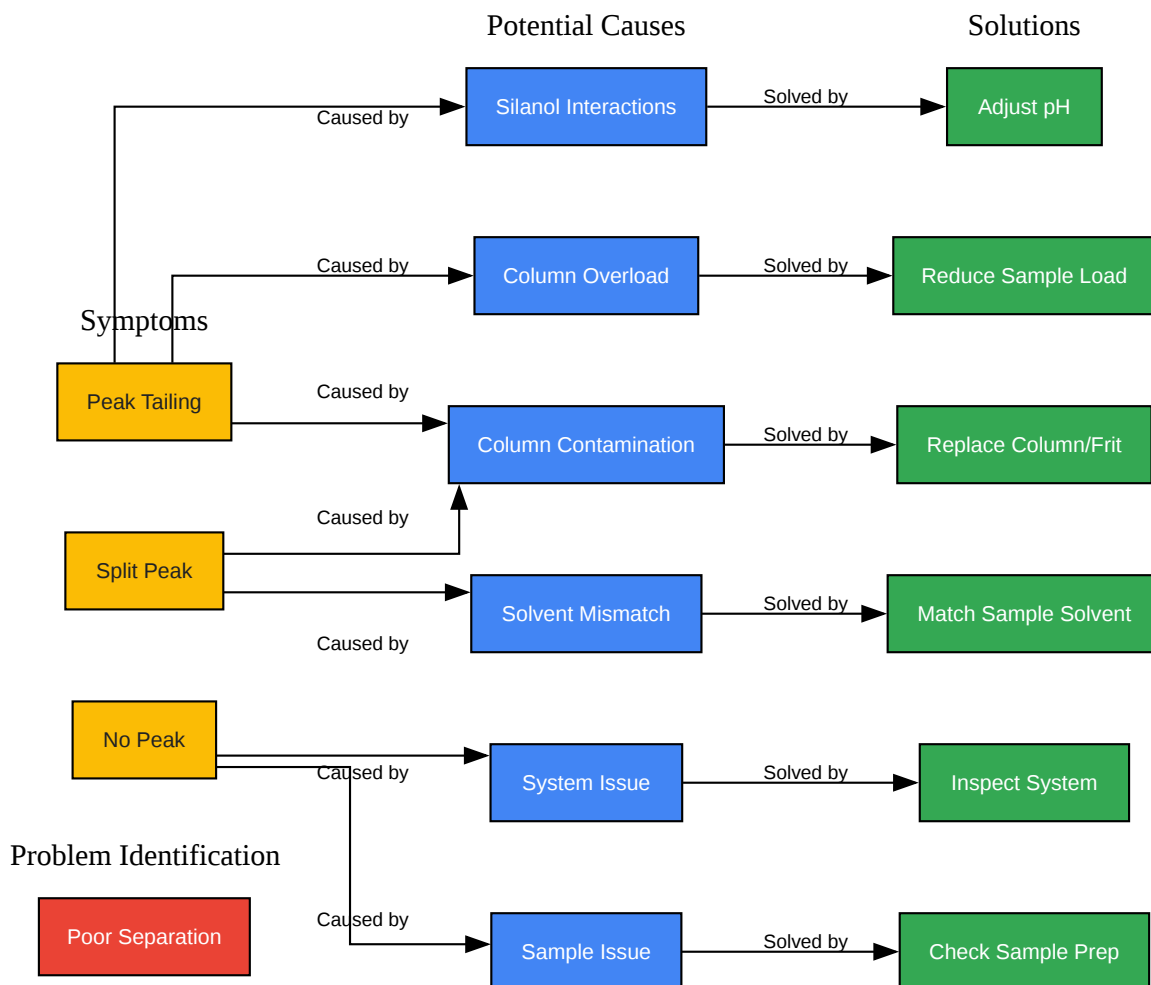 Potential Causes
Solutions
Silanol Interactions
Solved by
Adjust pH
Caused by
Column Overload
Caused by
Solved by
Reduce Sample Load
Symptoms
Peak Tailing
Caused by
Column Contamination
Solved by
Replace Column/Frit
Caused by
Split Peak
Solvent Mismatch
Solved by
Match Sample Solvent
Caused by
No Peak
Caused by
System Issue
Solved by
Inspect System
Problem Identification
Poor Separation
Caused by
Sample Issue
Solved by
Check Sample Prep